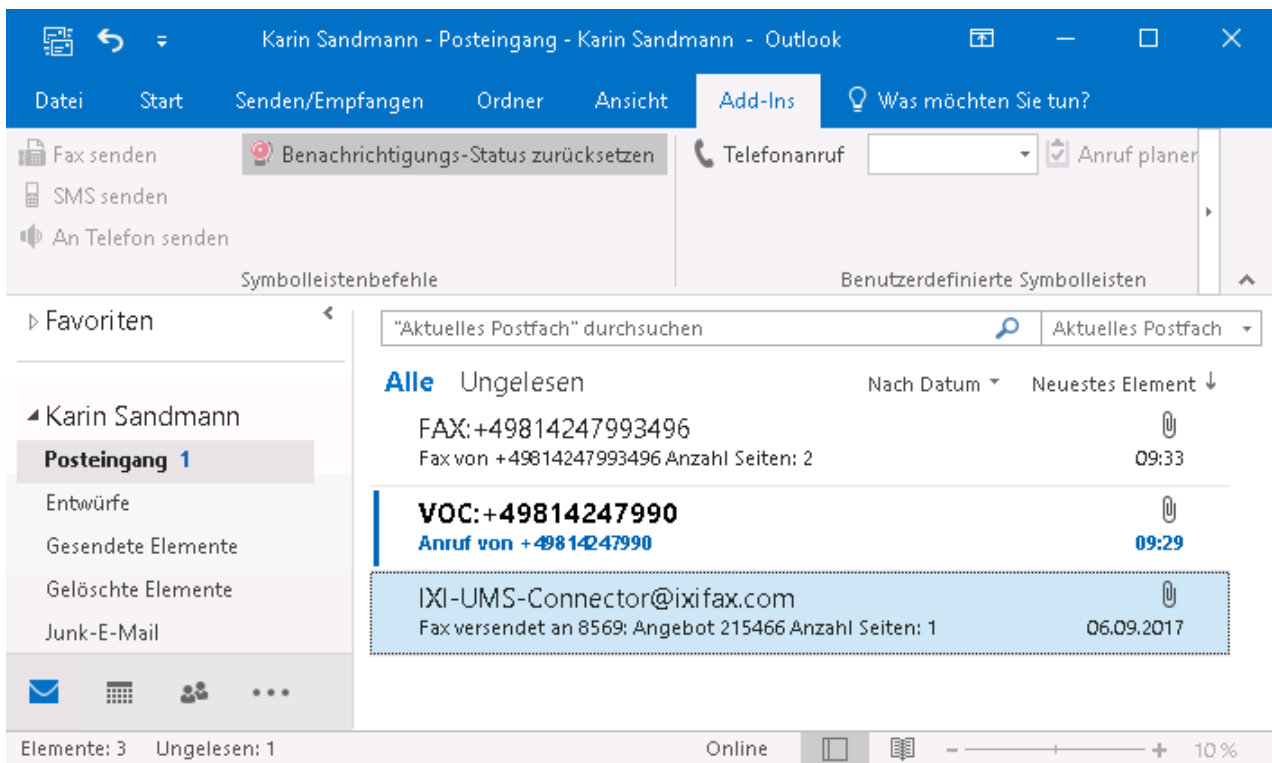 Karin Sandmann - Posteingang - Karin Sandmann - Outlook
Datei Start Senden/Empfangen Ordner Ansicht Add-Ins Was möchten Sie tun?
Fax senden Benachrichtigungs-Status zurücksetzen Telefonanruf Anruf planer
SMS senden
An Telefon senden
Symbolleistenbefehle Benutzerdefinierte Symbolleisten
Favoriten
"Aktuelles Postfach" durchsuchen Aktuelles Postfach
Alle Ungelesen Nach Datum Neuestes Element
Karin Sandmann
Posteingang 1
Entwürfe
Gesendete Elemente
Gelöschte Elemente
Junk-E-Mail
FAX:+49814247993496
Fax von +49814247993496 Anzahl Seiten: 2 09:33
VOC:+49814247990
Anruf von +49814247990 09:29
IXI-UMS-Connector@ixifax.com
Fax versendet an 8569: Angebot 215466 Anzahl Seiten: 1 06.09.2017
Elemente: 3 Ungelesen: 1 Online 10 %